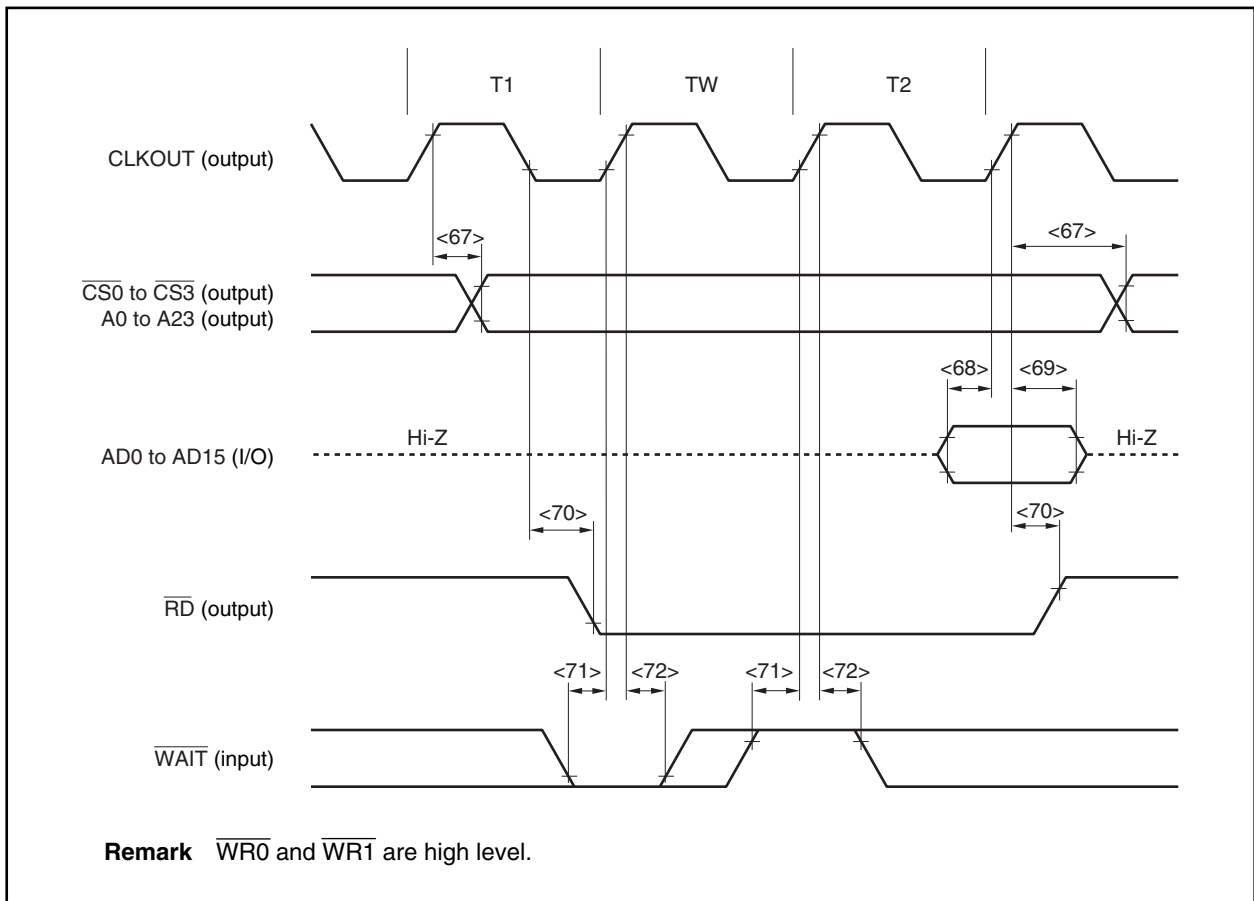 T1 TW T2
CLKOUT (output)
<67> <67>
CS0 to CS3 (output)
A0 to A23 (output)
<68> <69>
Hi-Z Hi-Z
AD0 to AD15 (I/O)
<70> <70>
RD (output)
<71> <72> <71> <72>
WAIT (input)
Remark WR0 and WR1 are high level.